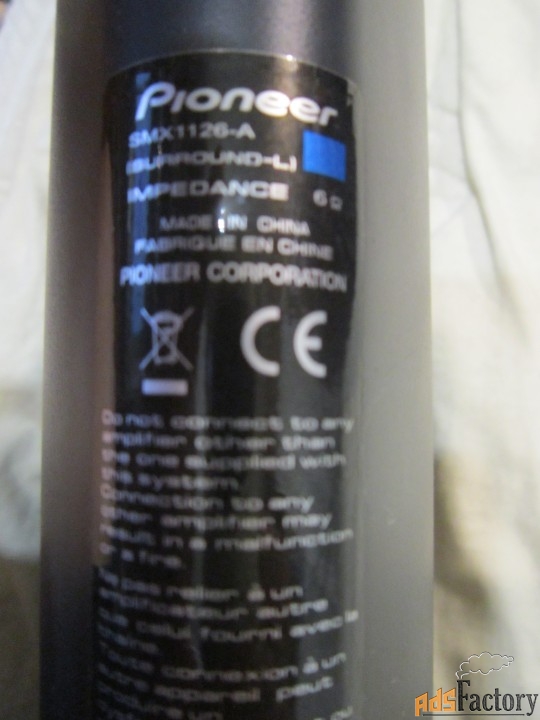 Pioneer
SMX1126-A
(SURROUND-L)
IMPEDANCE 6Ω
MADE IN CHINA
FABRIQUE EN CHINE
PIONEER CORPORATION
CE
Do not connect to any
amplifier other than
the one supplied with
the system.
Connection to any
other amplifier may
result in a malfunction
or a fire.
Ne pas relier à un
amplificateur autre
que celui fourni avec la
chaîne.
Toute connexion à un
autre appareil peut
AdsFactory